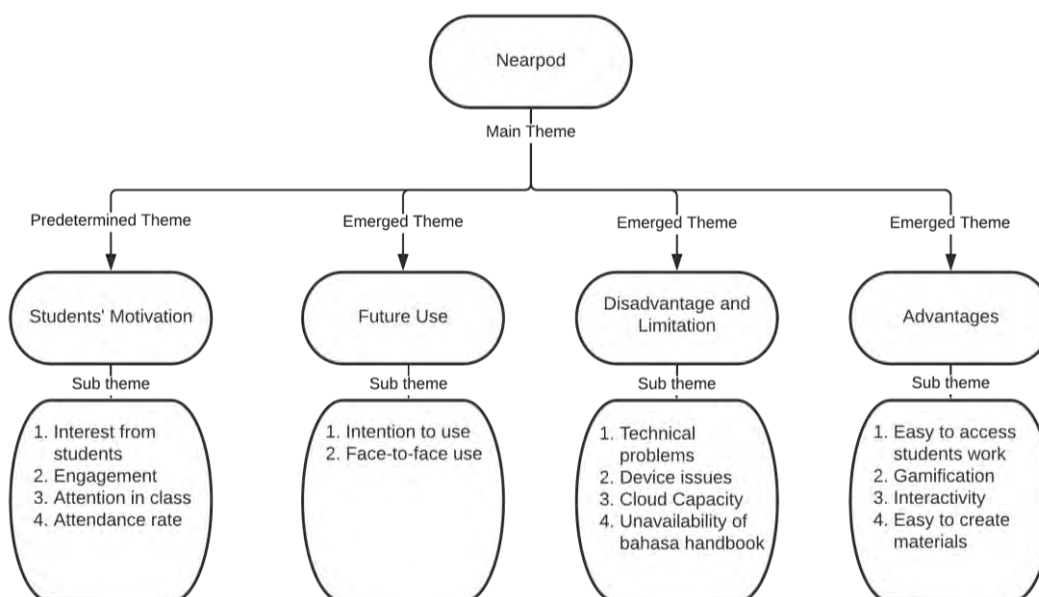 Nearpod
Main Theme
Predetermined Theme
Emerged Theme
Emerged Theme
Emerged Theme
Students' Motivation
Future Use
Disadvantage and
Limitation
Advantages
Sub theme
Sub theme
Sub theme
Sub theme
1. Interest from
students
2. Engagement
3. Attention in class
4. Attendance rate
1. Intention to use
2. Face-to-face use
1. Technical
problems
2. Device issues
3. Cloud Capacity
4. Unavailability of
bahasa handbook
1. Easy to access
students work
2. Gamification
3. Interactivity
4. Easy to create
materials